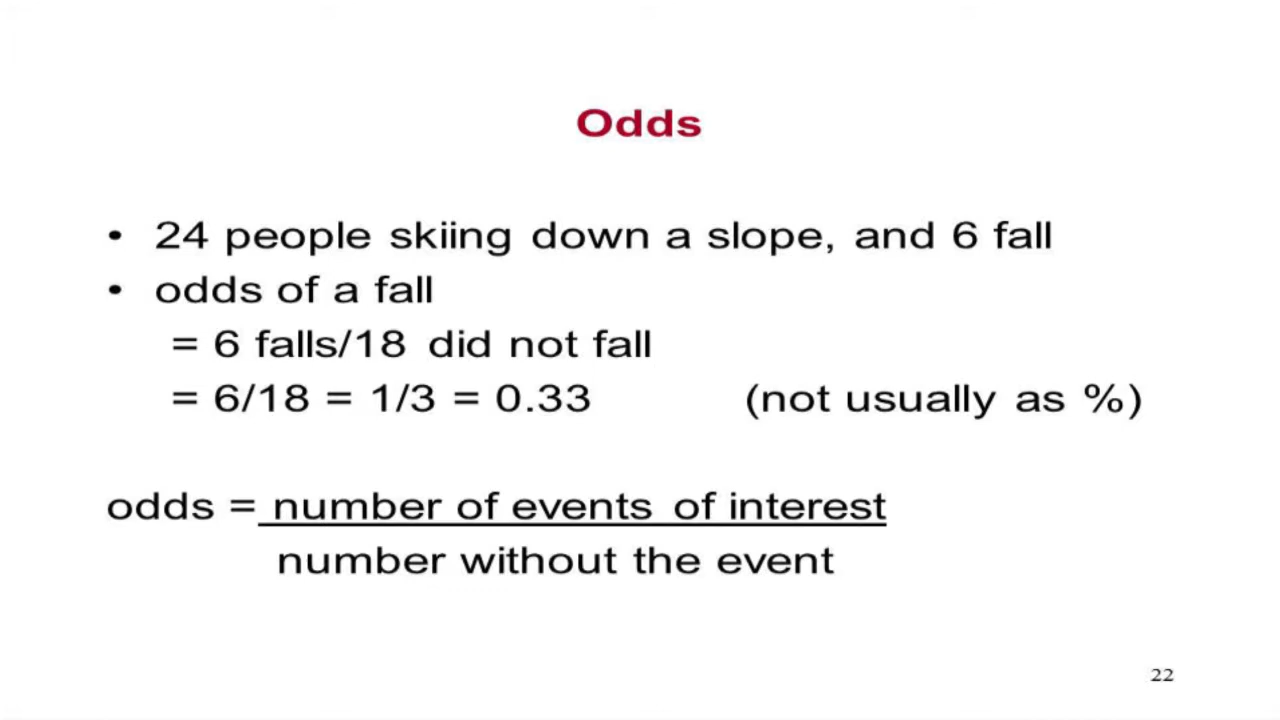 Odds
• 24 people skiing down a slope, and 6 fall
• odds of a fall
= 6 falls/18 did not fall
= 6/18 = 1/3 = 0.33 (not usually as %)
odds = number of events of interest
number without the event
22